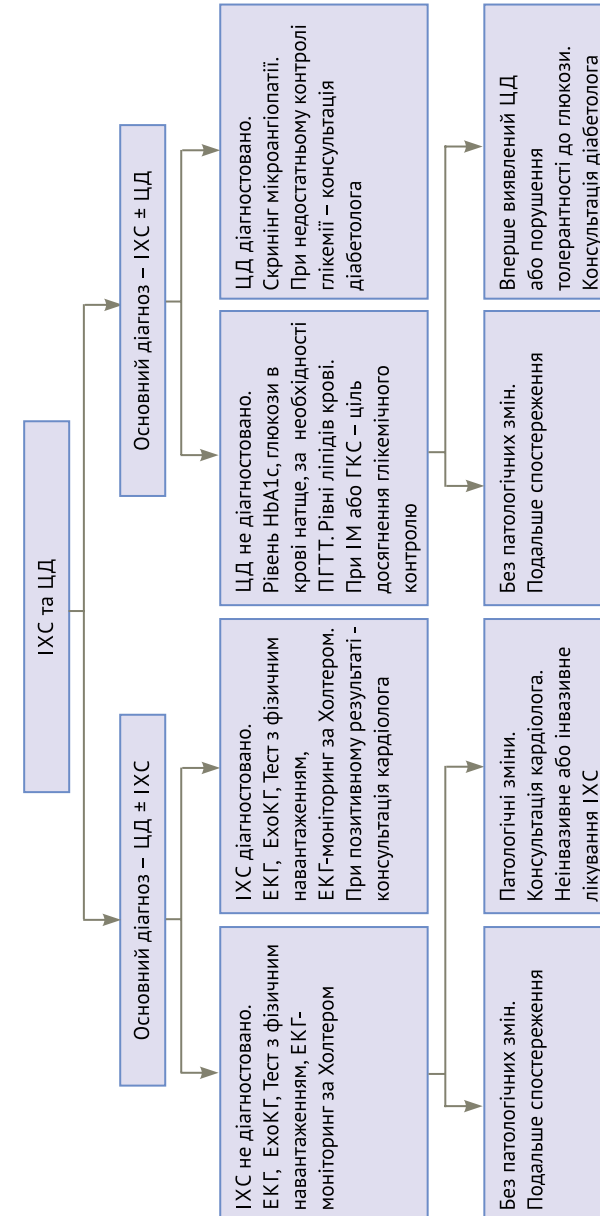 ІХС та ЦД
Основний діагноз – ЦД ± ІХС
Основний діагноз – ІХС ± ЦД
ІХС не діагностовано.
ЕКГ, ЕхоКГ, Тест з фізичним
навантаженням, ЕКГ-
моніторинг за Холтером
ІХС діагностовано.
ЕКГ, ЕхоКГ, Тест з фізичним
навантаженням,
ЕКГ-моніторинг за Холтером.
При позитивному результаті -
консультація кардіолога
ЦД не діагностовано.
Рівень HbA1c, глюкози в
крові натще, за необхідності
ПГТТ. Рівні ліпідів крові.
При ІМ або ГКС – ціль
досягнення глікемічного
контролю
ЦД діагностовано.
Скринінг мікроангіопатії.
При недостатньому контролі
глікемії – консультація
діабетолога
Без патологічних змін.
Подальше спостереження
Патологічні зміни.
Консультація кардіолога.
Неінвазивне або інвазивне
лікування ІХС
Без патологічних змін.
Подальше спостереження
Вперше виявлений ЦД
або порушення
толерантності до глюкози.
Консультація діабетолога